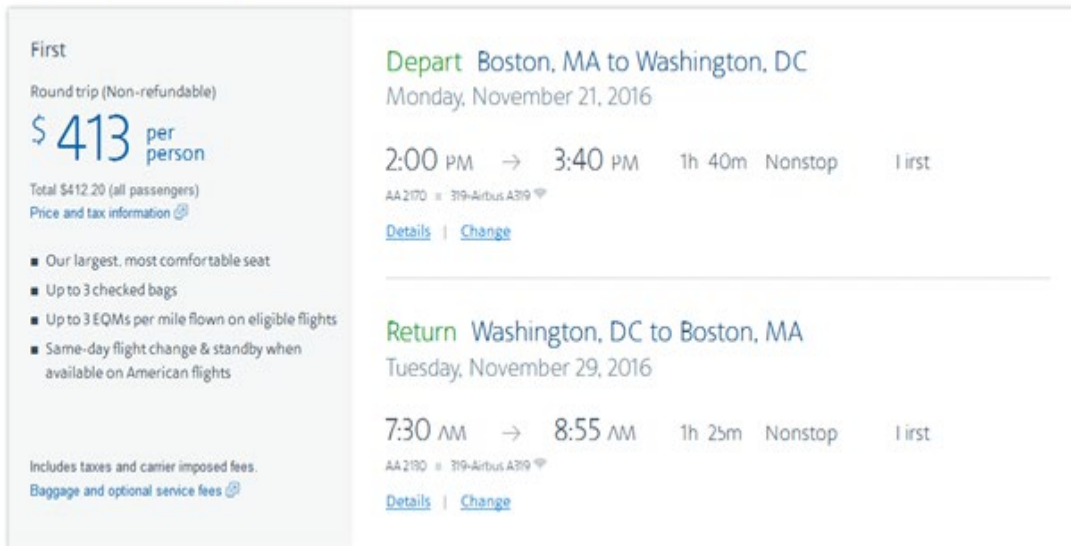 First
Round trip (Non-refundable)
$ 413 per person
Total $412.20 (all passengers)
Price and tax information
Our largest, most comfortable seat
Up to 3 checked bags
Up to 3 EQMs per mile flown on eligible flights
Same-day flight change & standby when
available on American flights
Includes taxes and carrier imposed fees.
Baggage and optional service fees
Depart Boston, MA to Washington, DC
Monday, November 21, 2016
2:00 PM → 3:40 PM 1h 40m Nonstop First
AA 2170 319-Airbus A319
Details | Change
Return Washington, DC to Boston, MA
Tuesday, November 29, 2016
7:30 AM → 8:55 AM 1h 25m Nonstop First
AA 2130 319-Airbus A319
Details | Change